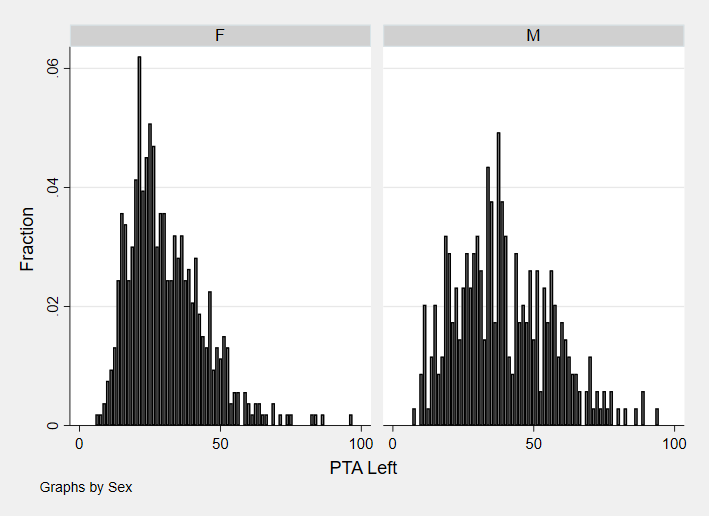 F
M
Fraction
.06
.04
.02
0
0
50
100
0
50
100
PTA Left
Graphs by Sex